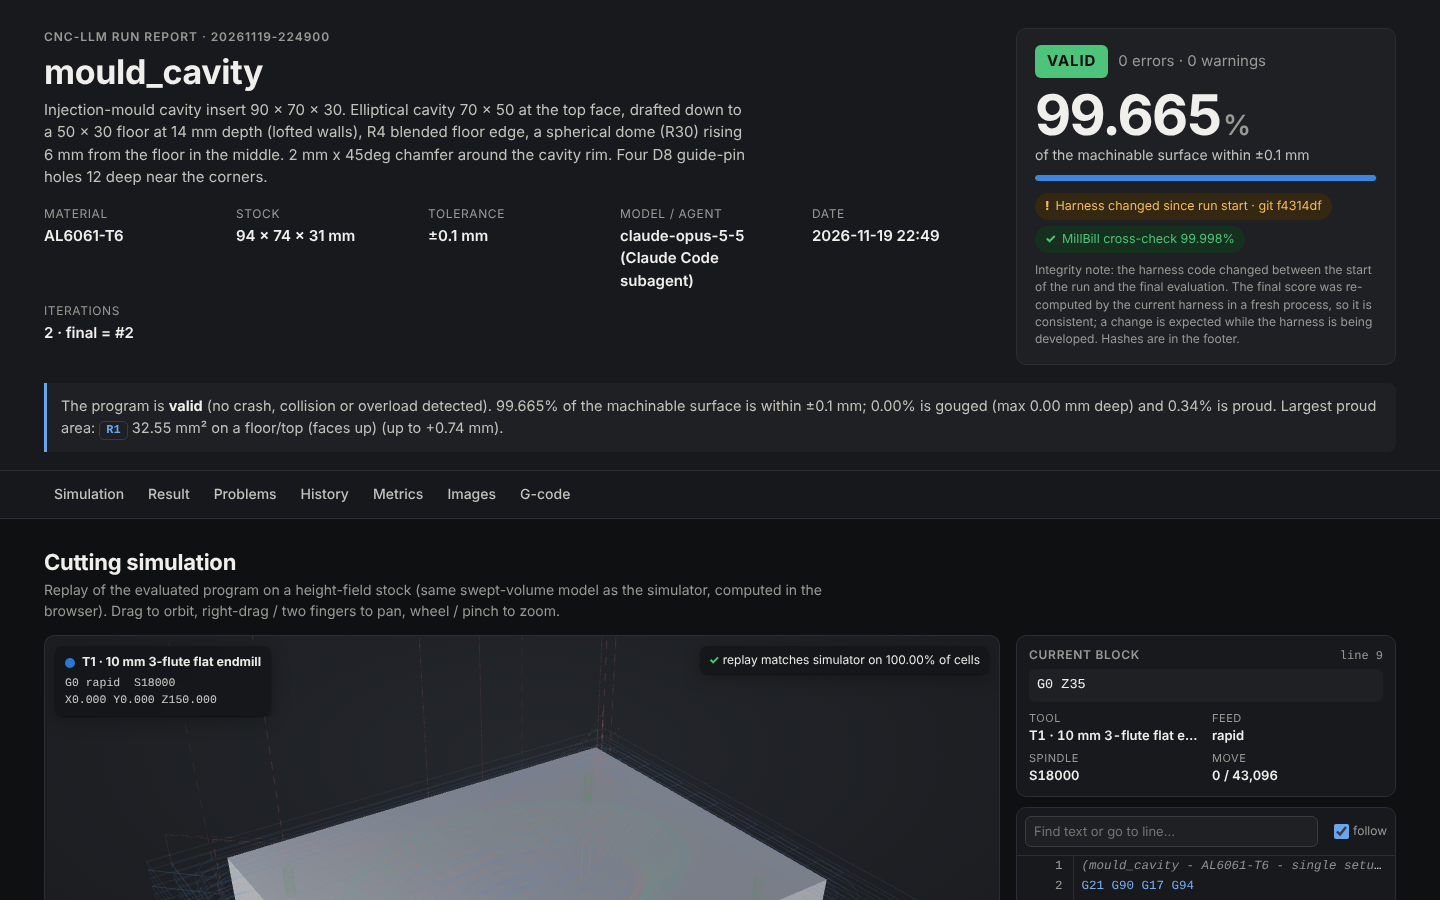 CNC-LLM RUN REPORT · 20261119-224900
mould_cavity
Injection-mould cavity insert 90 × 70 × 30. Elliptical cavity 70 × 50 at the top face, drafted down to
a 50 × 30 floor at 14 mm depth (lofted walls), R4 blended floor edge, a spherical dome (R30) rising
6 mm from the floor in the middle. 2 mm x 45deg chamfer around the cavity rim. Four D8 guide-pin
holes 12 deep near the corners.
MATERIAL
AL6061-T6
STOCK
94 × 74 × 31 mm
TOLERANCE
±0.1 mm
MODEL / AGENT
claude-opus-5-5
(Claude Code
subagent)
DATE
2026-11-19 22:49
ITERATIONS
2 · final = #2
VALID 0 errors · 0 warnings
99.665%
of the machinable surface within ±0.1 mm
! Harness changed since run start · git f4314df
✓ MillBill cross-check 99.998%
Integrity note: the harness code changed between the start
of the run and the final evaluation. The final score was re-
computed by the current harness in a fresh process, so it is
consistent; a change is expected while the harness is being
developed. Hashes are in the footer.
The program is valid (no crash, collision or overload detected). 99.665% of the machinable surface is within ±0.1 mm; 0.00% is gouged (max 0.00 mm deep) and 0.34% is proud. Largest proud
area: R1 32.55 mm² on a floor/top (faces up) (up to +0.74 mm).
Simulation Result Problems History Metrics Images G-code
Cutting simulation
Replay of the evaluated program on a height-field stock (same swept-volume model as the simulator, computed in the
browser). Drag to orbit, right-drag / two fingers to pan, wheel / pinch to zoom.
T1 · 10 mm 3-flute flat endmill
G0 rapid S18000
X0.000 Y0.000 Z150.000
✓ replay matches simulator on 100.00% of cells
CURRENT BLOCK line 9
G0 Z35
TOOL
T1 · 10 mm 3-flute flat e…
FEED
rapid
SPINDLE
S18000
MOVE
0 / 43,096
Find text or go to line… follow
1 (mould_cavity - AL6061-T6 - single setu…
2 G21 G90 G17 G94